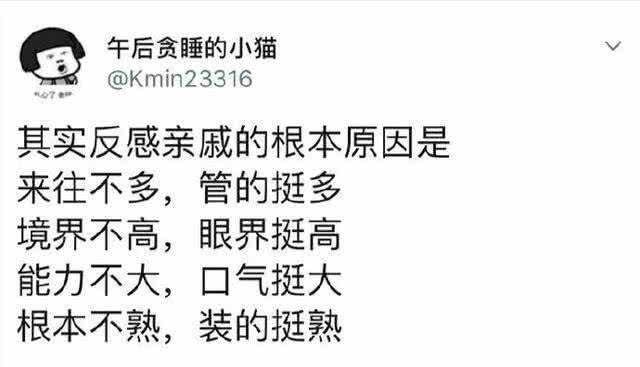 午后贪睡的小猫
@Kmin23316
其实反感亲戚的根本原因是
来往不多，管的挺多
境界不高，眼界挺高
能力不大，口气挺大
根本不熟，装的挺熟